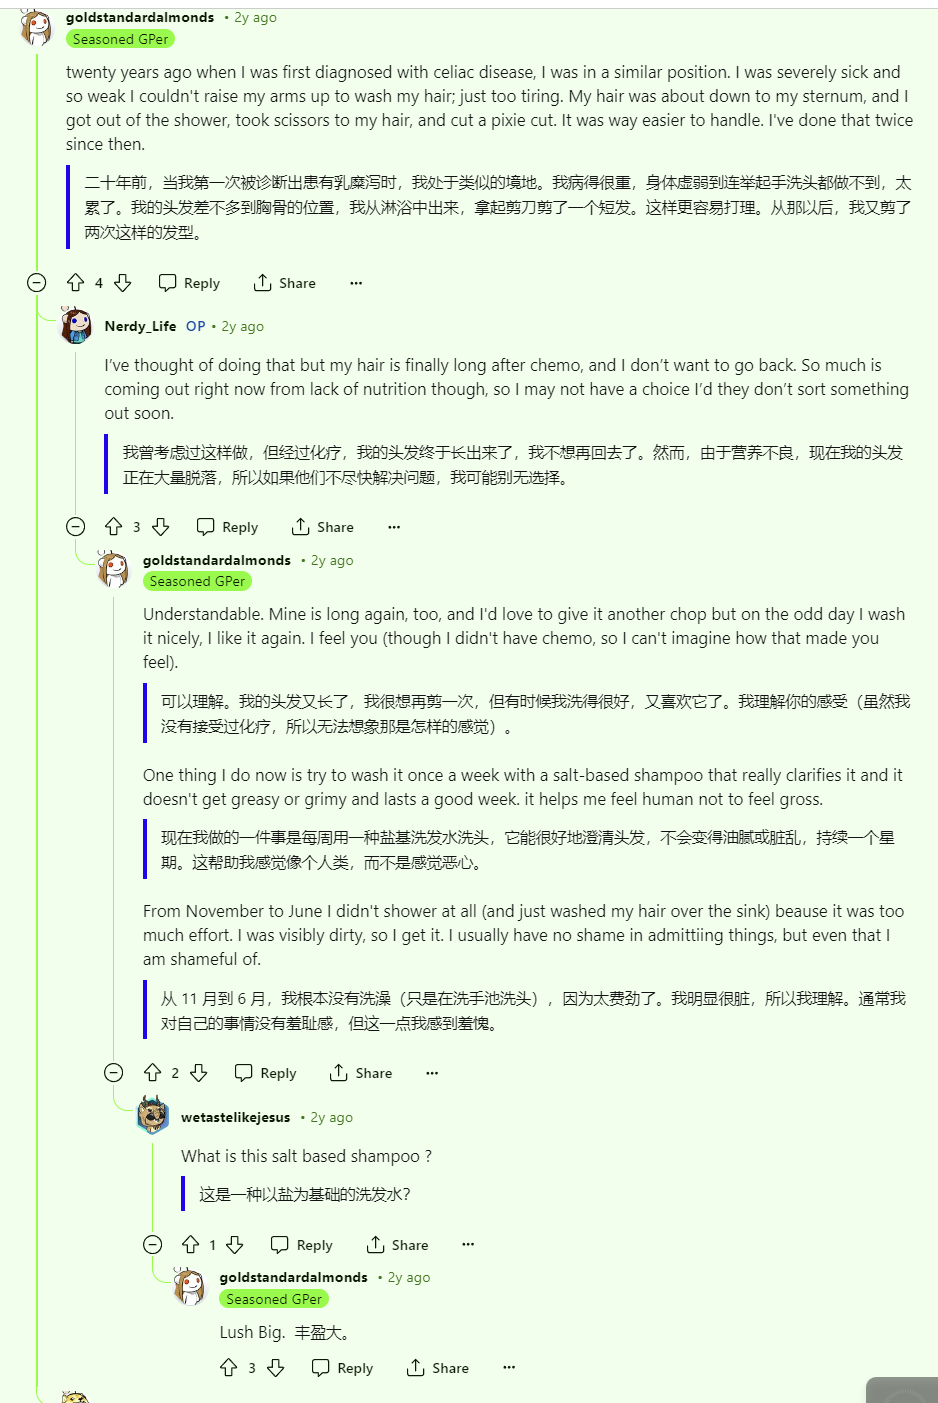 goldstandardalmonds • 2y ago
Seasoned GPer
twenty years ago when I was first diagnosed with celiac disease, I was in a similar position. I was severely sick and
so weak I couldn't raise my arms up to wash my hair; just too tiring. My hair was about down to my sternum, and I
got out of the shower, took scissors to my hair, and cut a pixie cut. It was way easier to handle. I've done that twice
since then.
二十年前，当我第一次被诊断出患有乳糜泻时，我处于类似的境地。我病得很重，身体虚弱到连举起手洗头都做不到，太
累了。我的头发差不多到胸骨的位置，我从淋浴中出来，拿起剪刀剪了一个短发。这样更容易打理。从那以后，我又剪了
两次这样的发型。
4 Reply Share ...
Nerdy_Life OP • 2y ago
I’ve thought of doing that but my hair is finally long after chemo, and I don’t want to go back. So much is
coming out right now from lack of nutrition though, so I may not have a choice I’d they don’t sort something
out soon.
我曾考虑过这样做，但经过化疗，我的头发终于长出来了，我不想再回去了。然而，由于营养不良，现在我的头发
正在大量脱落，所以如果他们不尽快解决问题，我可能别无选择。
3 Reply Share ...
goldstandardalmonds • 2y ago
Seasoned GPer
Understandable. Mine is long again, too, and I'd love to give it another chop but on the odd day I wash
it nicely, I like it again. I feel you (though I didn't have chemo, so I can't imagine how that made you
feel).
可以理解。我的头发又长了，我很想再剪一次，但有时候我洗得很好，又喜欢它了。我理解你的感受（虽然我
没有接受过化疗，所以无法想象那是怎样的感觉）。
One thing I do now is try to wash it once a week with a salt-based shampoo that really clarifies it and it
doesn't get greasy or grimy and lasts a good week. it helps me feel human not to feel gross.
现在我做的一件事是每周用一种盐基洗发水洗头，它能很好地澄清头发，不会变得油腻或脏乱，持续一个星
期。这帮助我感觉像个人类，而不是感觉恶心。
From November to June I didn't shower at all (and just washed my hair over the sink) beause it was too
much effort. I was visibly dirty, so I get it. I usually have no shame in admittiing things, but even that I
am shameful of.
从 11 月到 6 月，我根本没有洗澡（只是在洗手池洗头），因为太费劲了。我明显很脏，所以我理解。通常我
对自己的事情没有羞耻感，但这一点我感到羞愧。
2 Reply Share ...
wetastelikejesus • 2y ago
What is this salt based shampoo ?
这是一种以盐为基础的洗发水？
1 Reply Share ...
goldstandardalmonds • 2y ago
Seasoned GPer
Lush Big. 丰盈大。
3 Reply Share ...